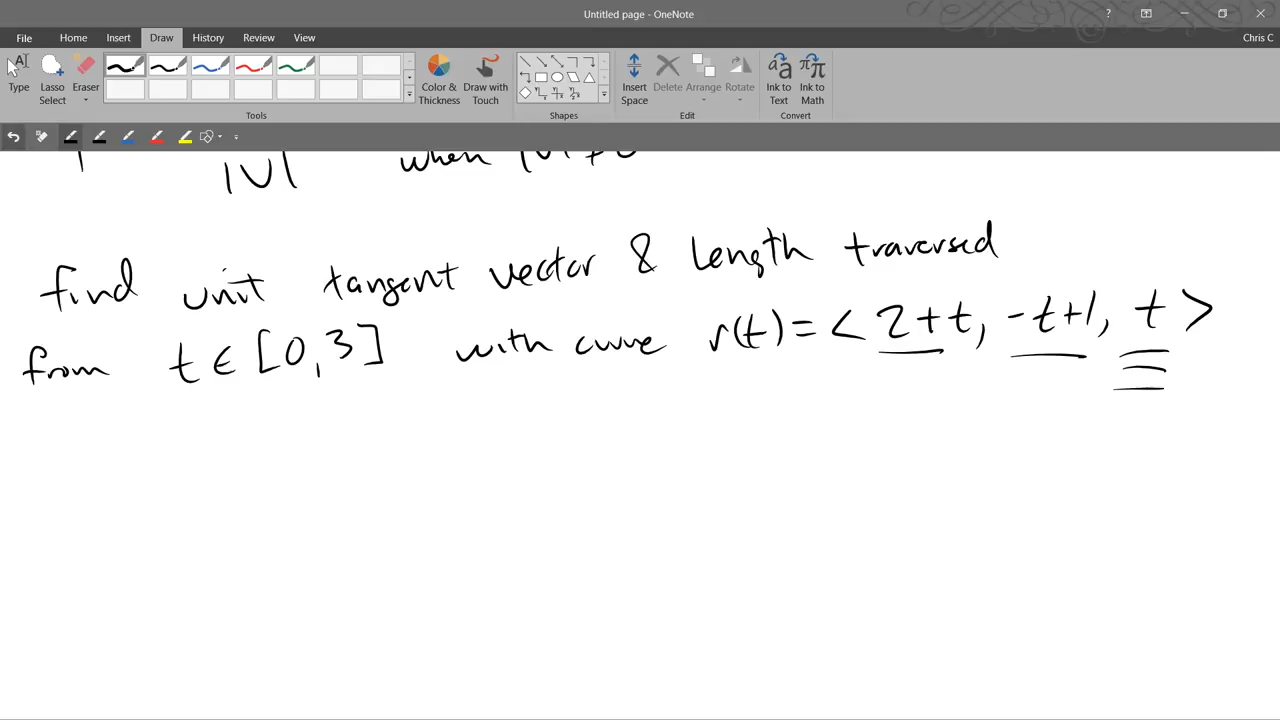 Untitled page - OneNote
?
File Home Insert Draw History Review View
Chris C
Type
Lasso Select
Eraser
Color & Thickness
Draw with Touch
Insert Space
Delete
Arrange
Rotate
Ink to Text
Ink to Math
Tools
Shapes
Edit
Convert
|V| when |V| ≠ 0
find unit tangent vector & length traversed
from t ∈ [0,3] with curve r(t) = < 2+t, -t+1, t >